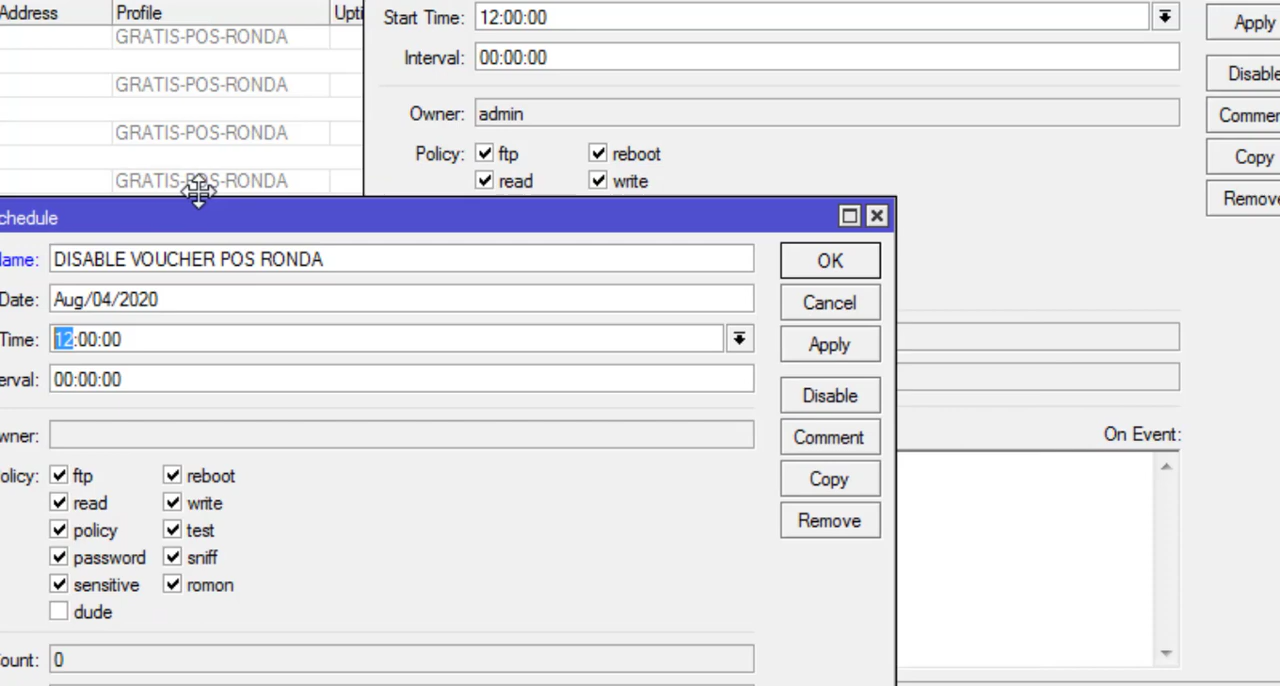 Address Profile Upti
GRATIS-POS-RONDA
GRATIS-POS-RONDA
GRATIS-POS-RONDA
GRATIS-POS-RONDA
Start Time: 12:00:00
Interval: 00:00:00
Owner: admin
Policy: ftp reboot
read write
Apply
Disable
Commen
Copy
Remove
On Event:
chedule
ame: DISABLE VOUCHER POS RONDA
Date: Aug/04/2020
Time: 12:00:00
erval: 00:00:00
wner:
olicy: ftp reboot
read write
policy test
password sniff
sensitive romon
dude
ount: 0
OK
Cancel
Apply
Disable
Comment
Copy
Remove